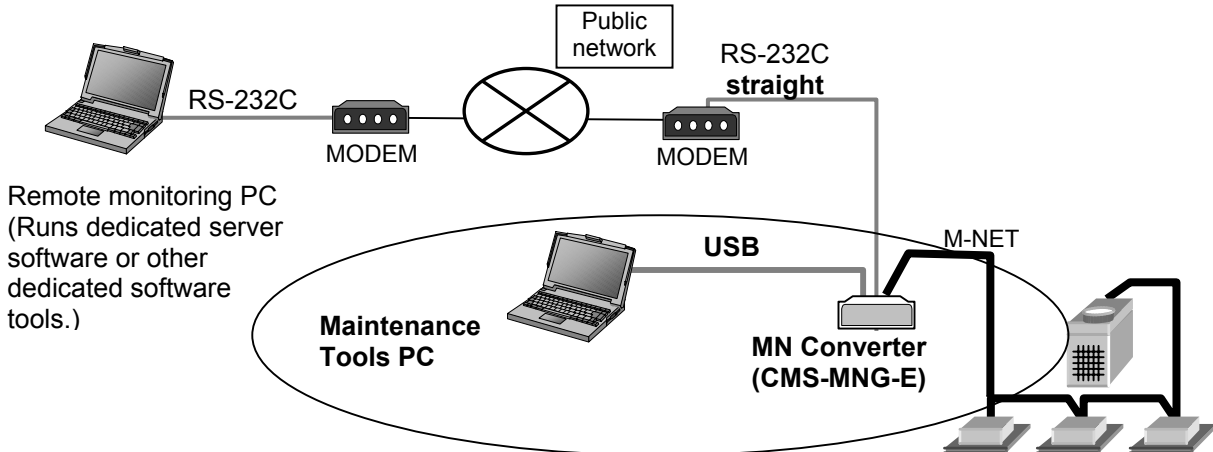 Public
network
RS-232C
straight
RS-232C
MODEM
MODEM
Remote monitoring PC
(Runs dedicated server
software or other
dedicated software
tools.)
USB
M-NET
Maintenance
Tools PC
MN Converter
(CMS-MNG-E)